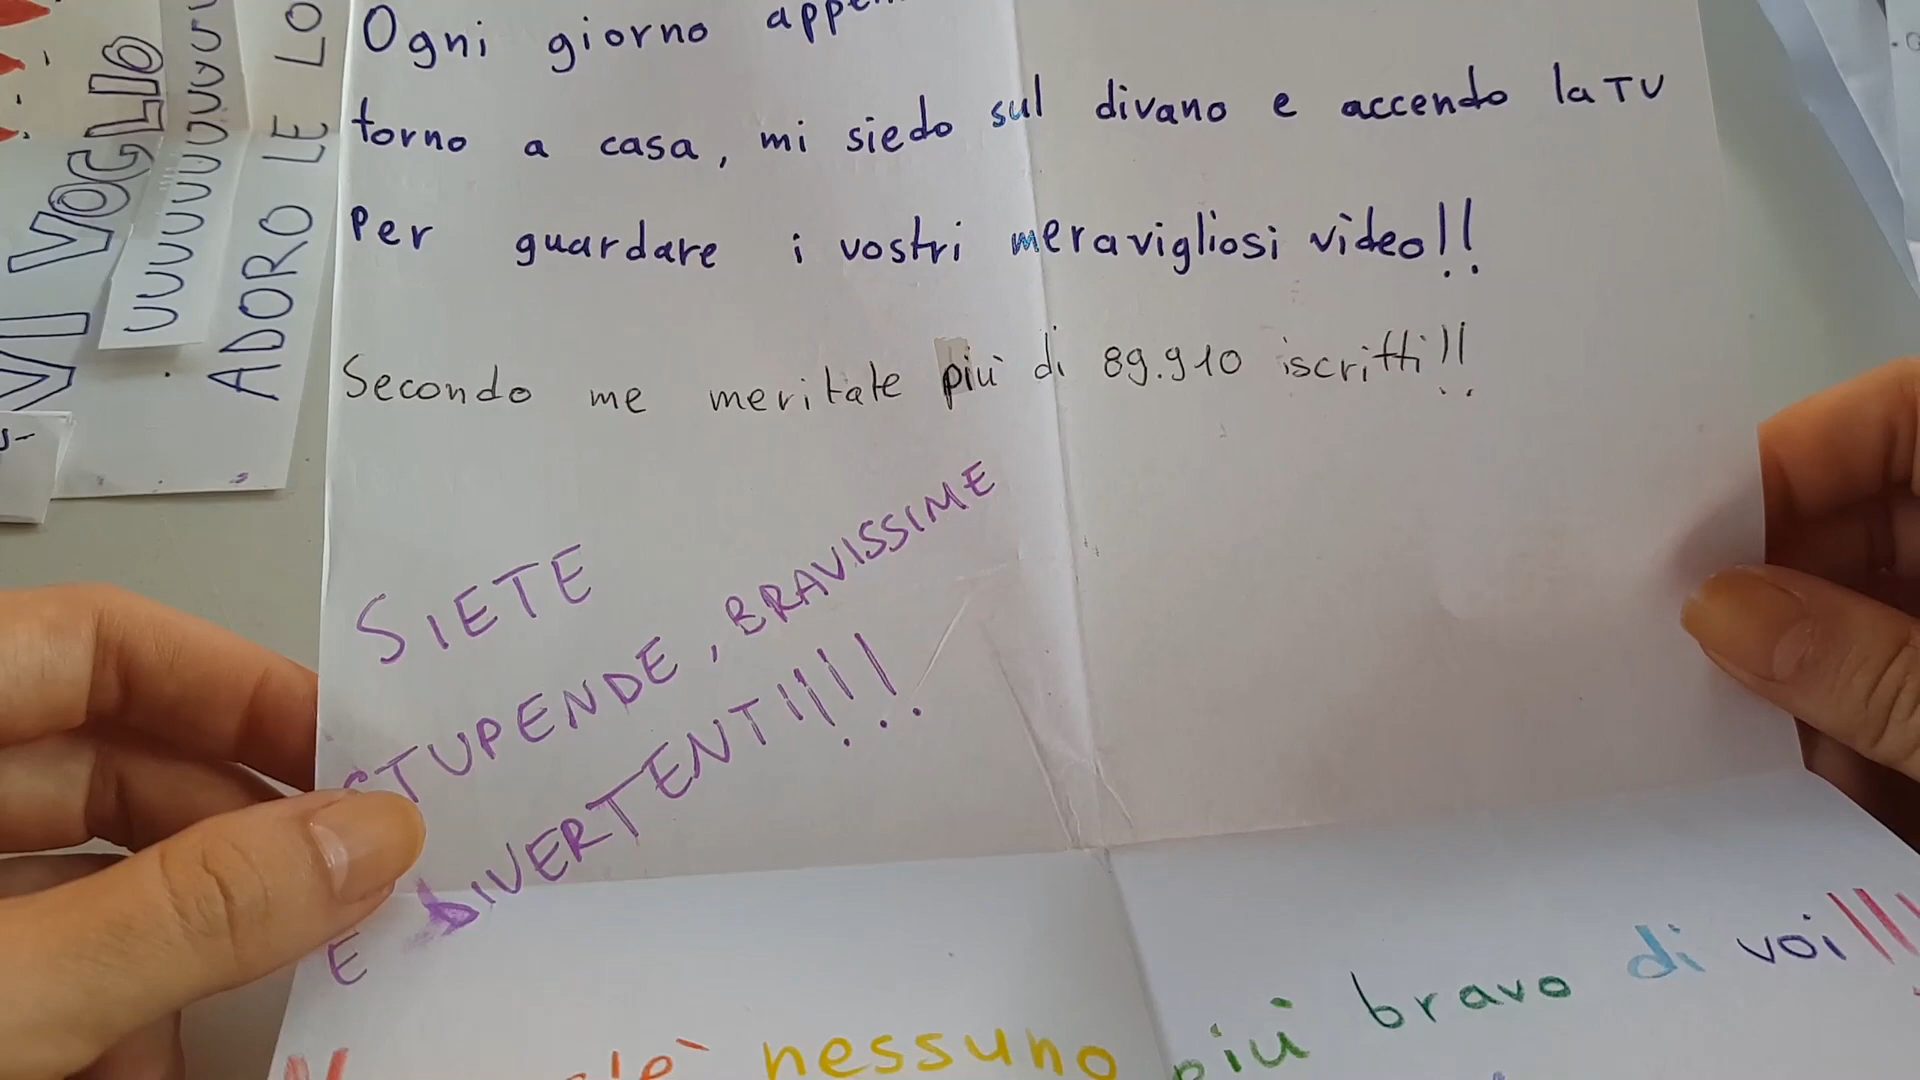 Ogni giorno
torno a casa, mi siedo sul divano e accendo la TV
per guardare i vostri meravigliosi video!!
Secondo me meritate più di 89.910 iscritti!!
SIETE
STUPENDE, BRAVISSIME
E DIVERTENTI!!!!
nessuno più bravo di voi!!!
VI VOGLIO
UUUUUUUUUUU
ADORO LE